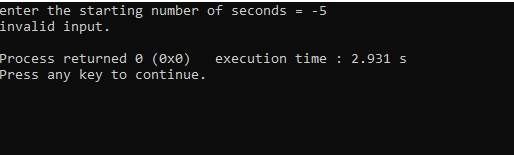 enter the starting number of seconds = -5
invalid input.
Process returned 0 (0x0)   execution time : 2.931 s
Press any key to continue.